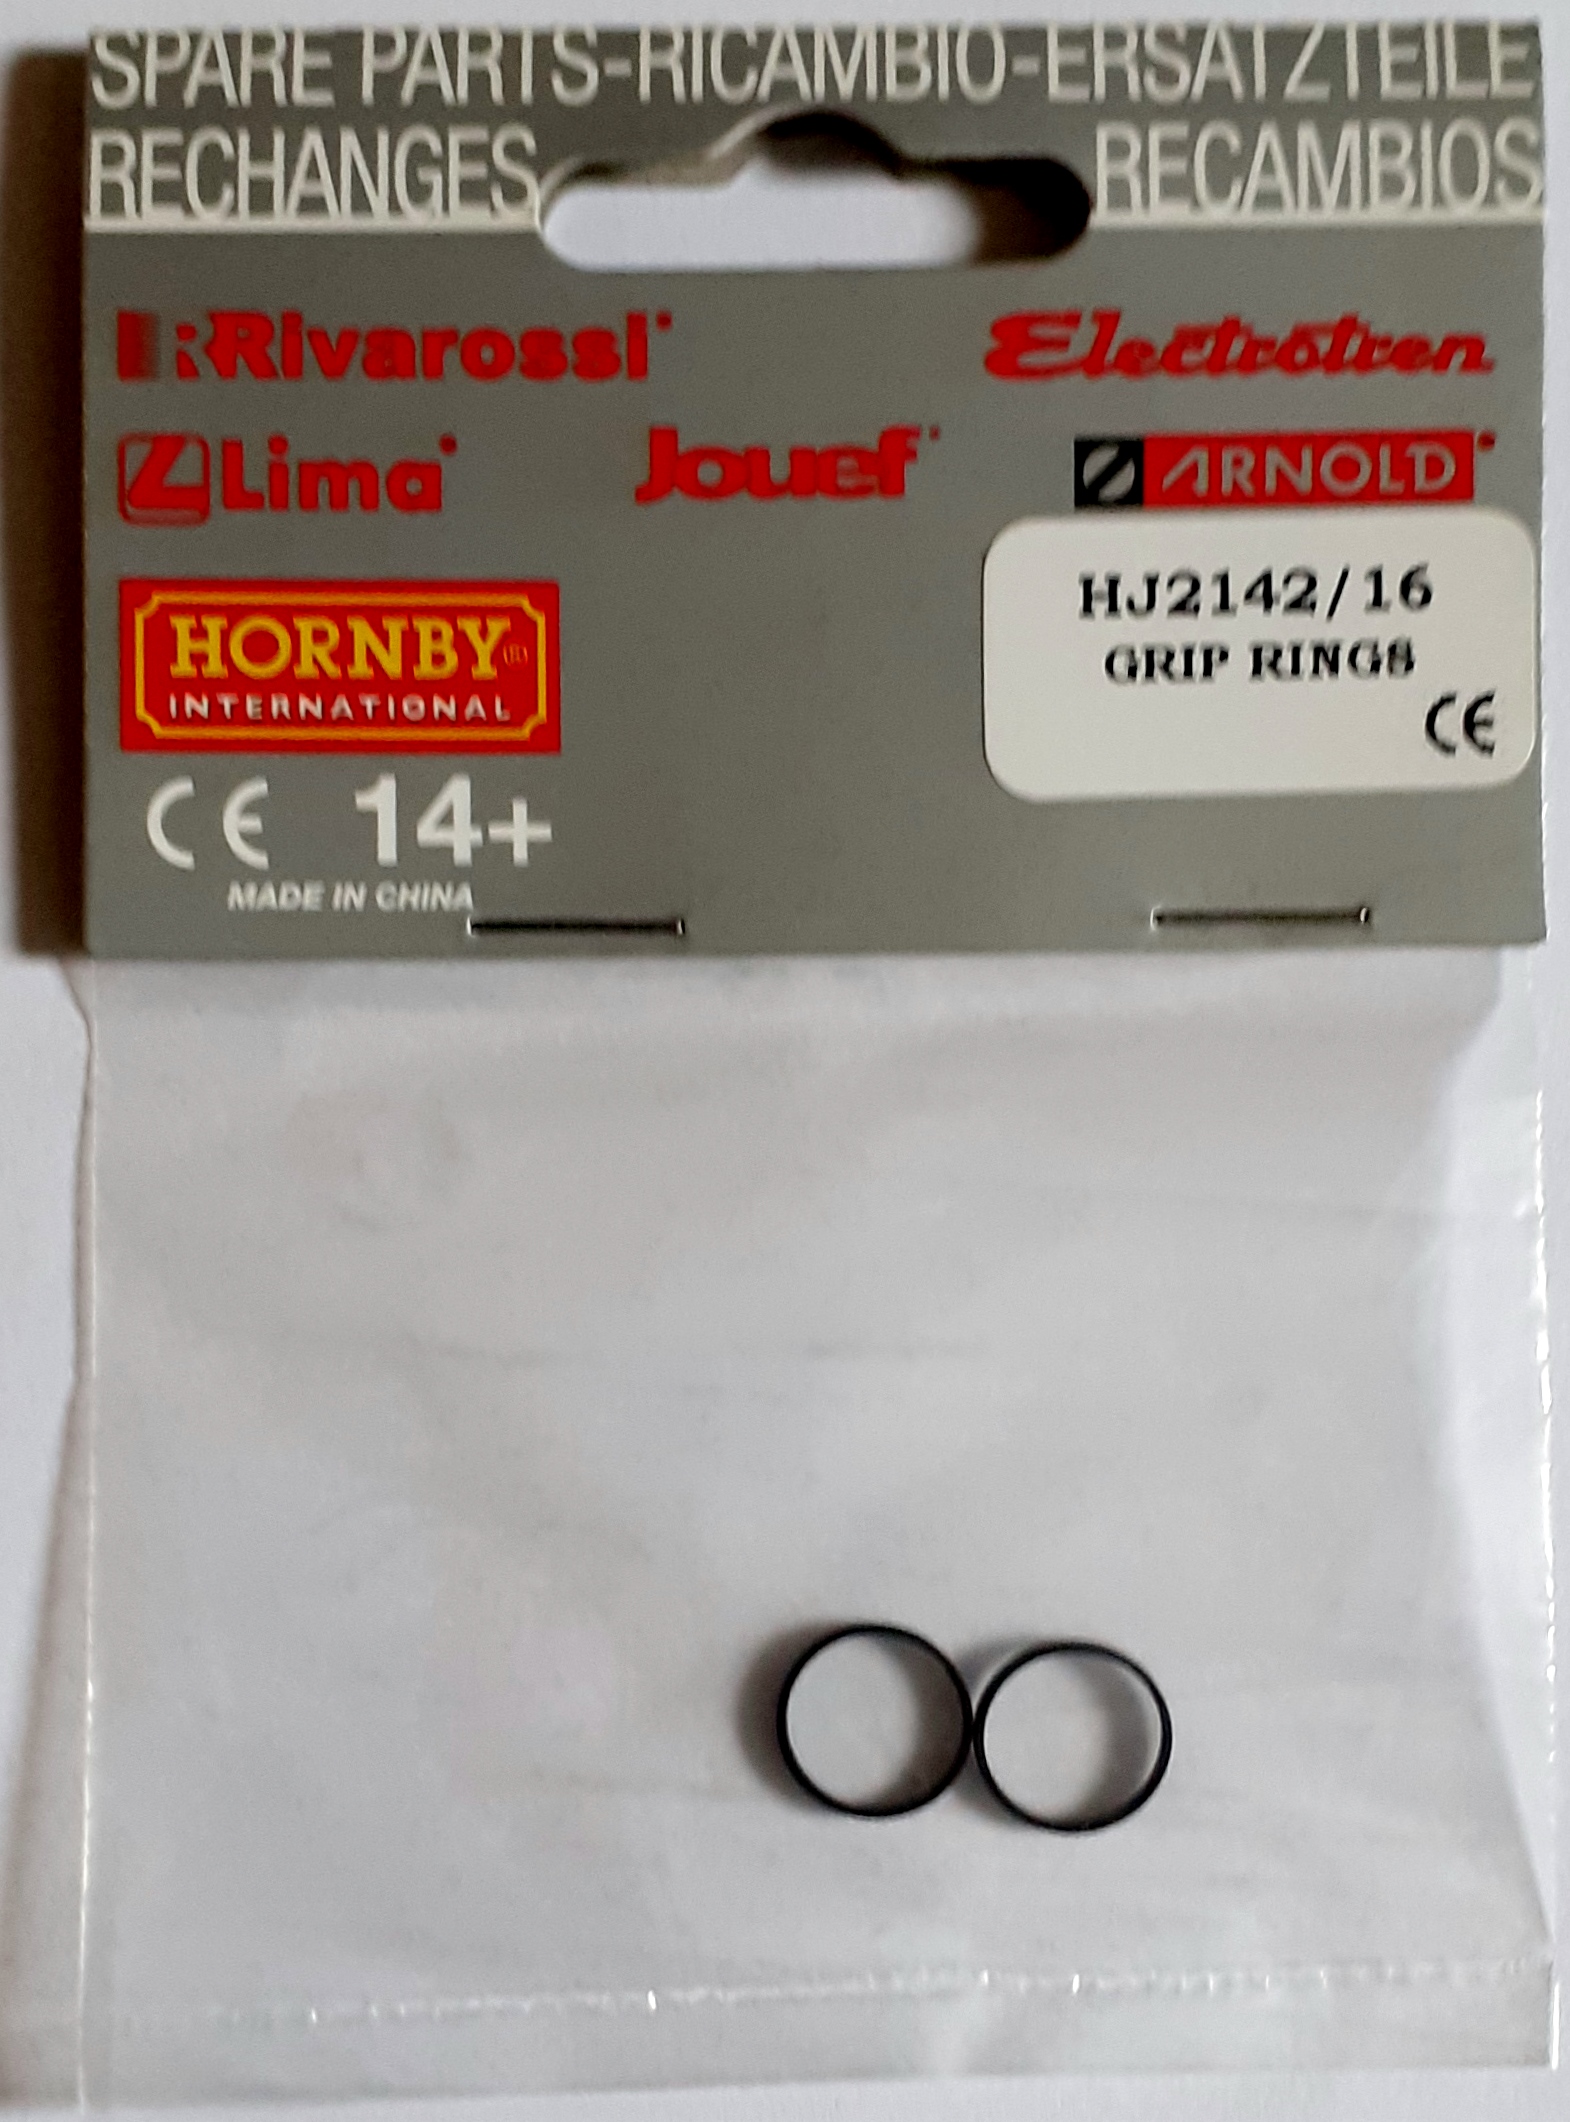 SPARE PARTS-RICAMBIO-ERSATZTEILE
RECHANGES RECAMBIOS
Rivarossi Electrotren
Lima Jouef ARNOLD
HORNBY®
INTERNATIONAL
HJ2142/16
GRIP RINGS
CE
CE 14+
MADE IN CHINA